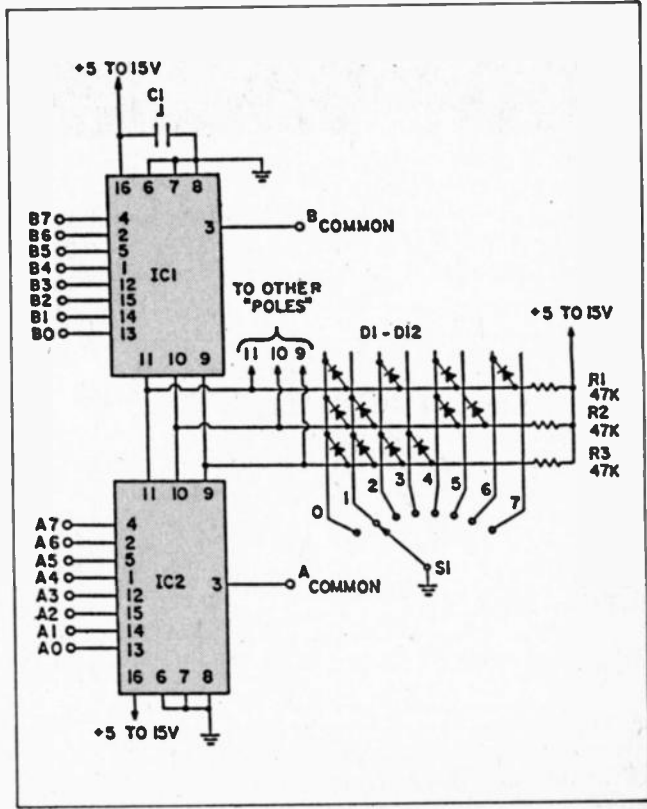 +5 TO 15V
C1
16 6 7 8
B7 4
B6 2
B5 5
B4 1
B3 12
B2 15
B1 14
B0 13
IC1
3
B COMMON
11 10 9
TO OTHER
"POLES"
11 10 9
D1 - D12
+5 TO 15V
R1
47K
R2
47K
R3
47K
0 1 2 3 4 5 6 7
S1
11 10 9
A7 4
A6 2
A5 5
A4 1
A3 12
A2 15
A1 14
A0 13
IC2
3
A COMMON
16 6 7 8
+5 TO 15V